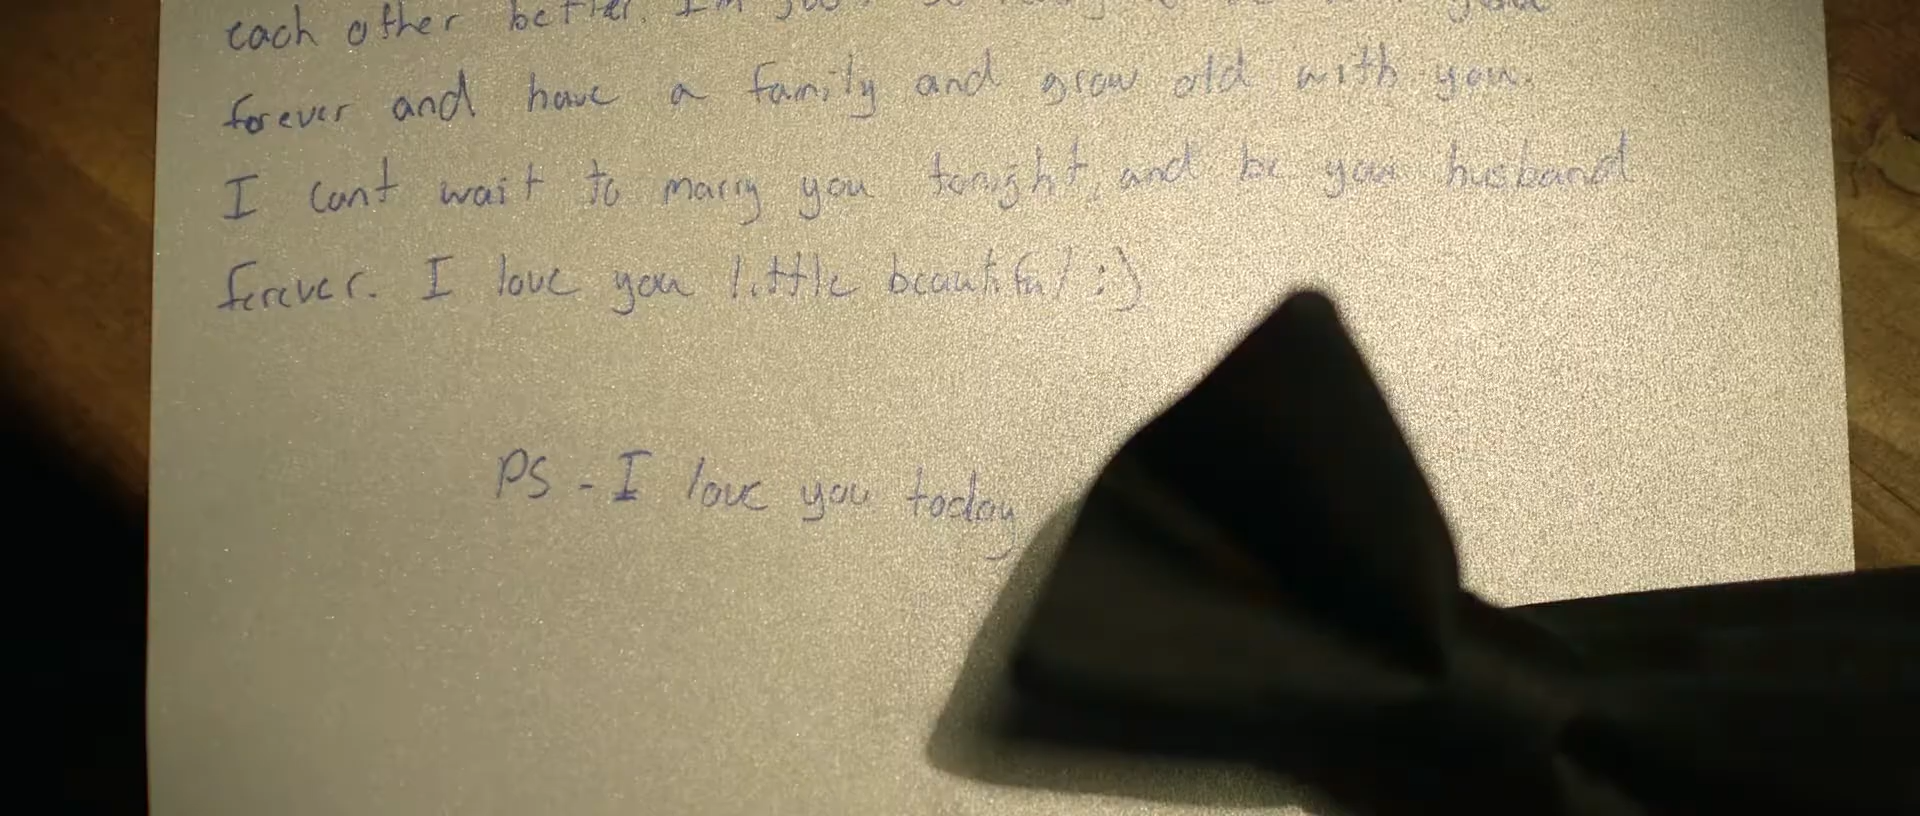 each other better. I'm
forever and have a family and grow old with you.
I cant wait to marry you tonight, and be your husband
forever. I love you little beautiful :)
PS - I love you today